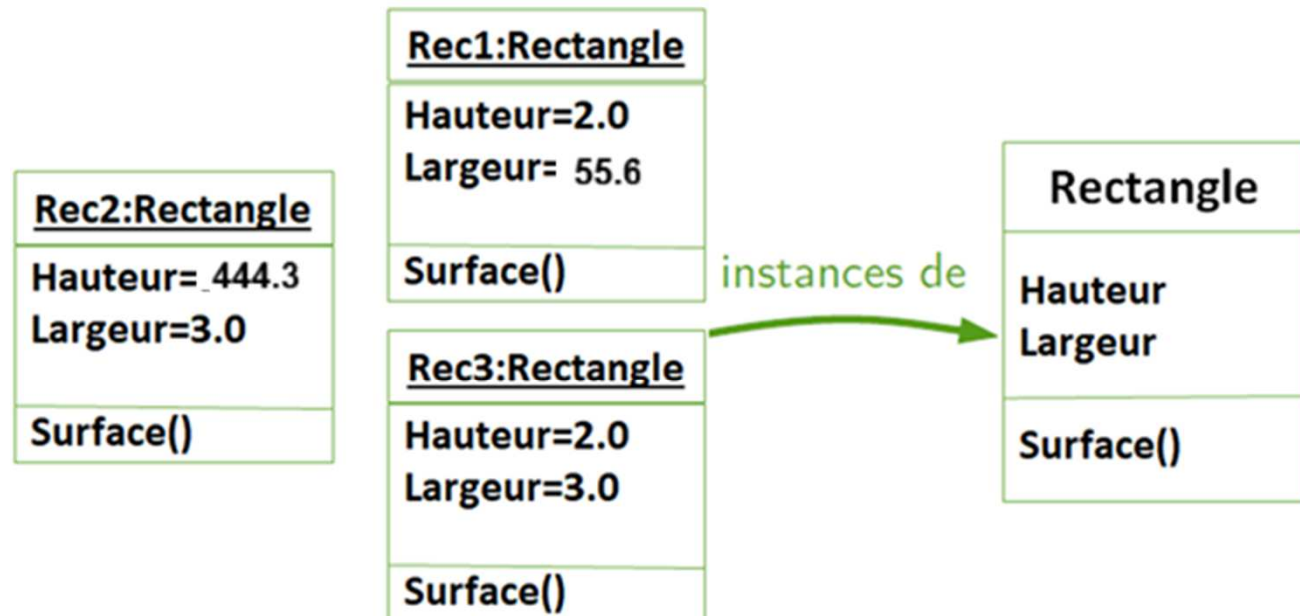 Rec1:Rectangle
Hauteur=2.0
Largeur= 55.6
Surface()
Rec2:Rectangle
Hauteur= 444.3
Largeur=3.0
Surface()
Rec3:Rectangle
Hauteur=2.0
Largeur=3.0
Surface()
instances de
Rectangle
Hauteur
Largeur
Surface()